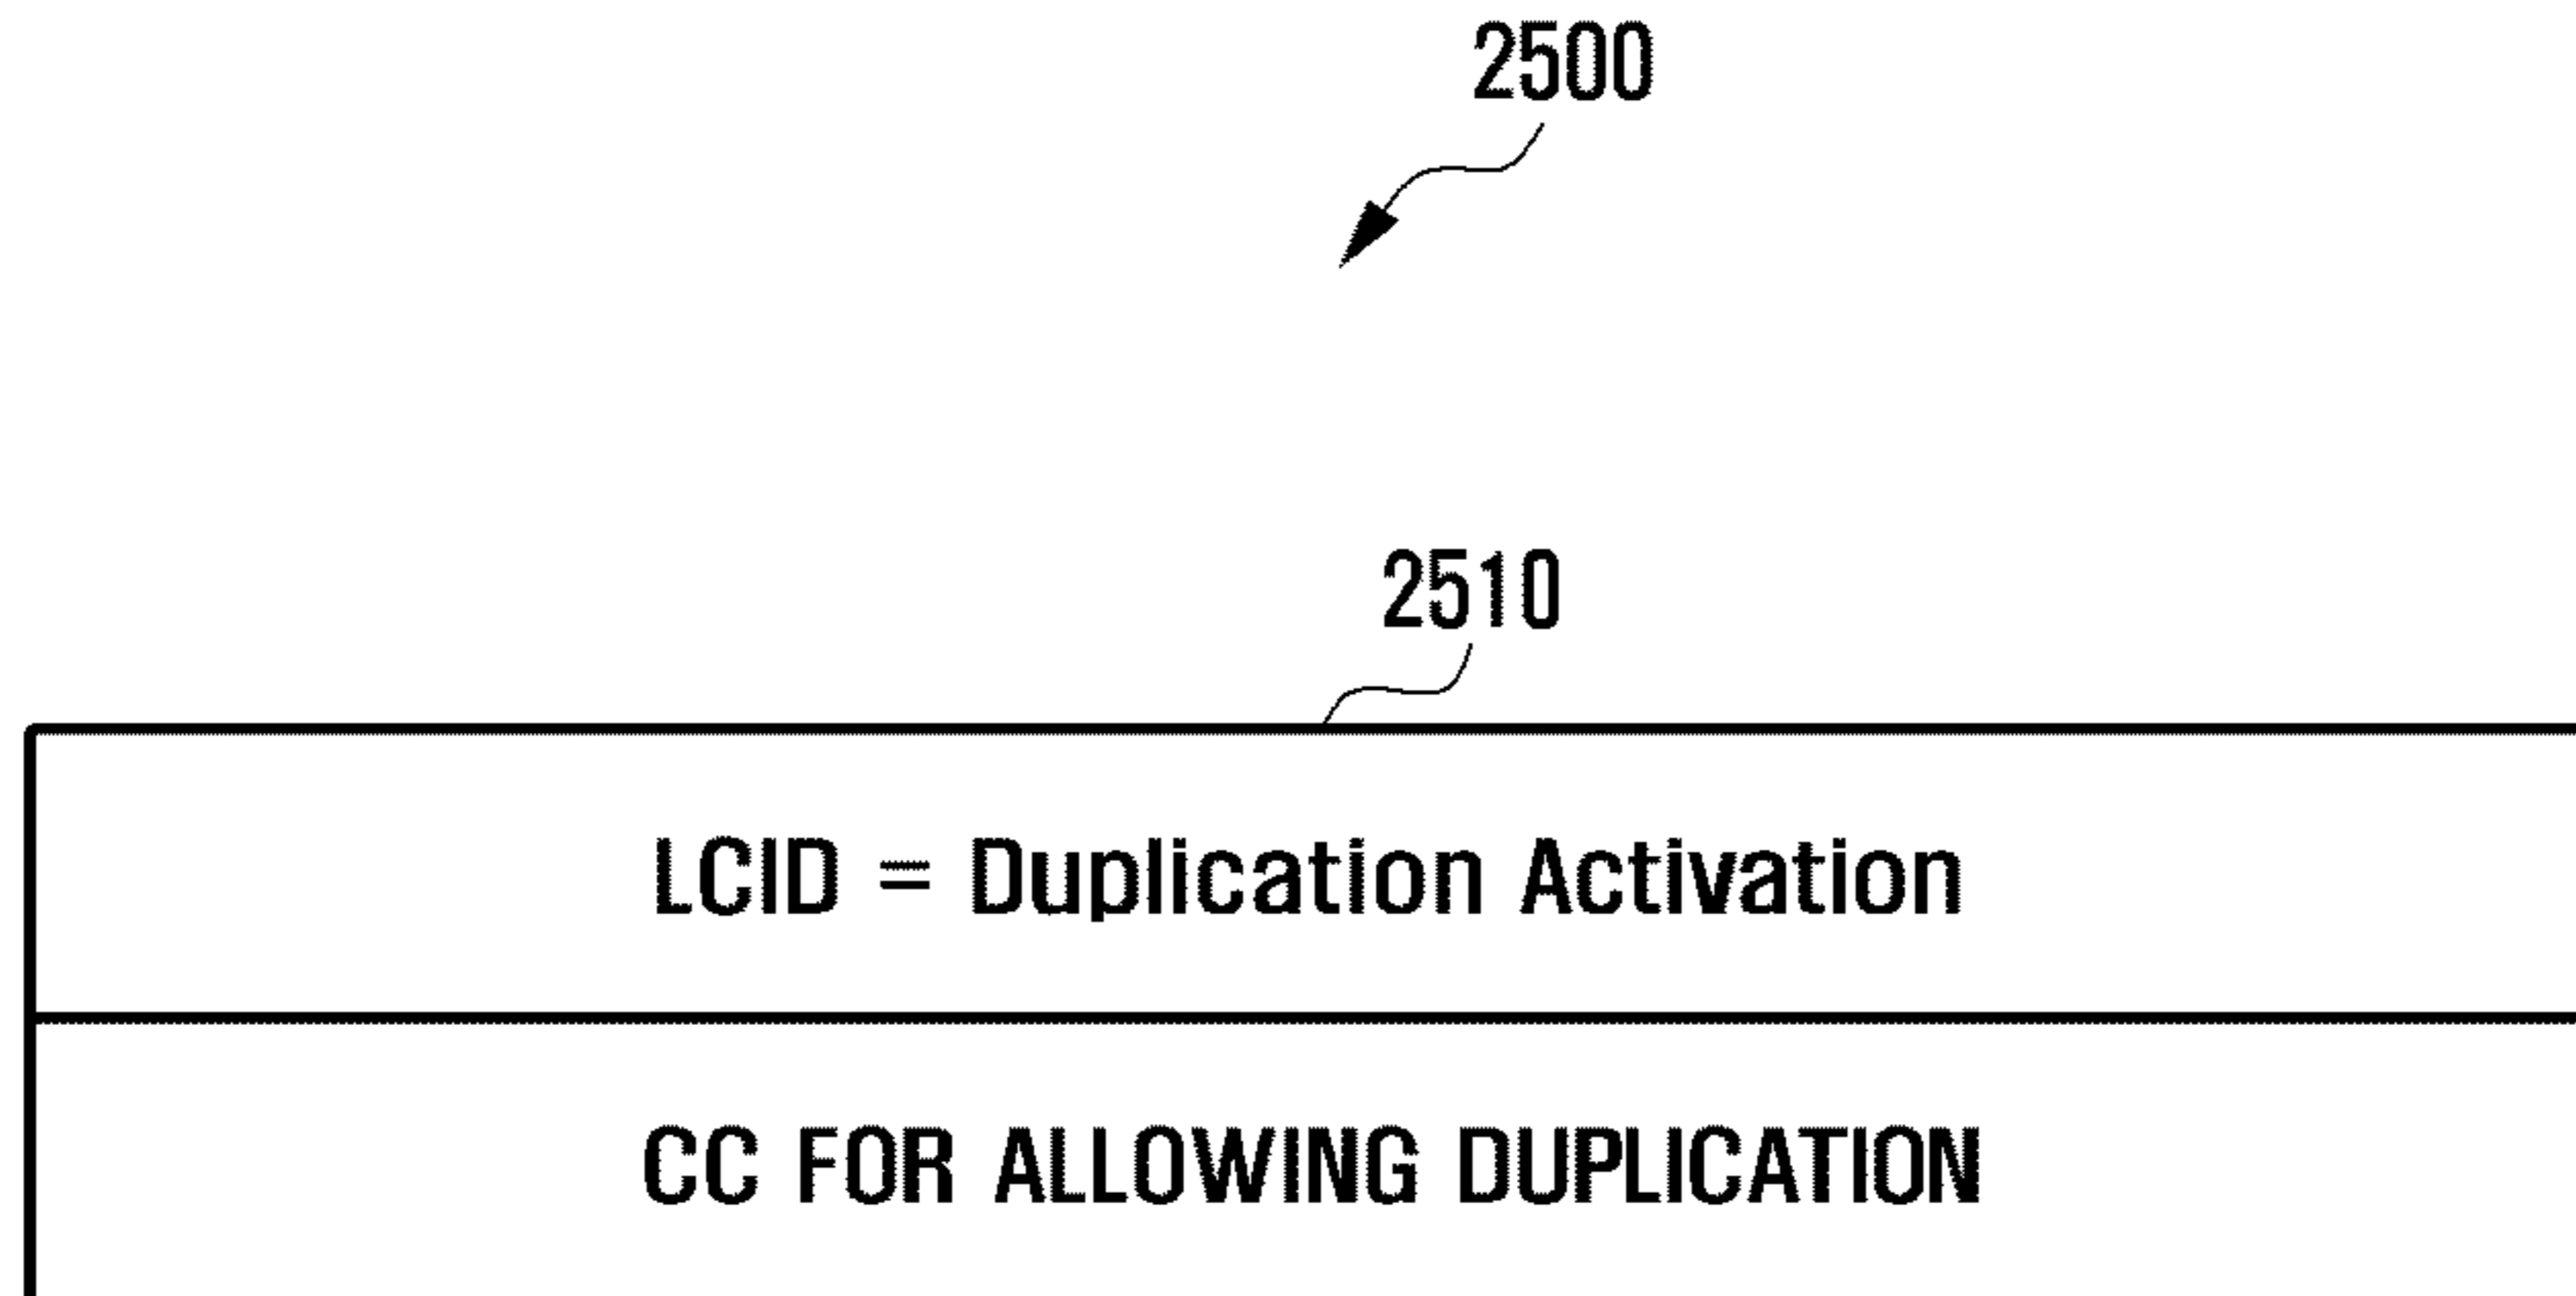 2500
2510
LCID = Duplication Activation
CC FOR ALLOWING DUPLICATION